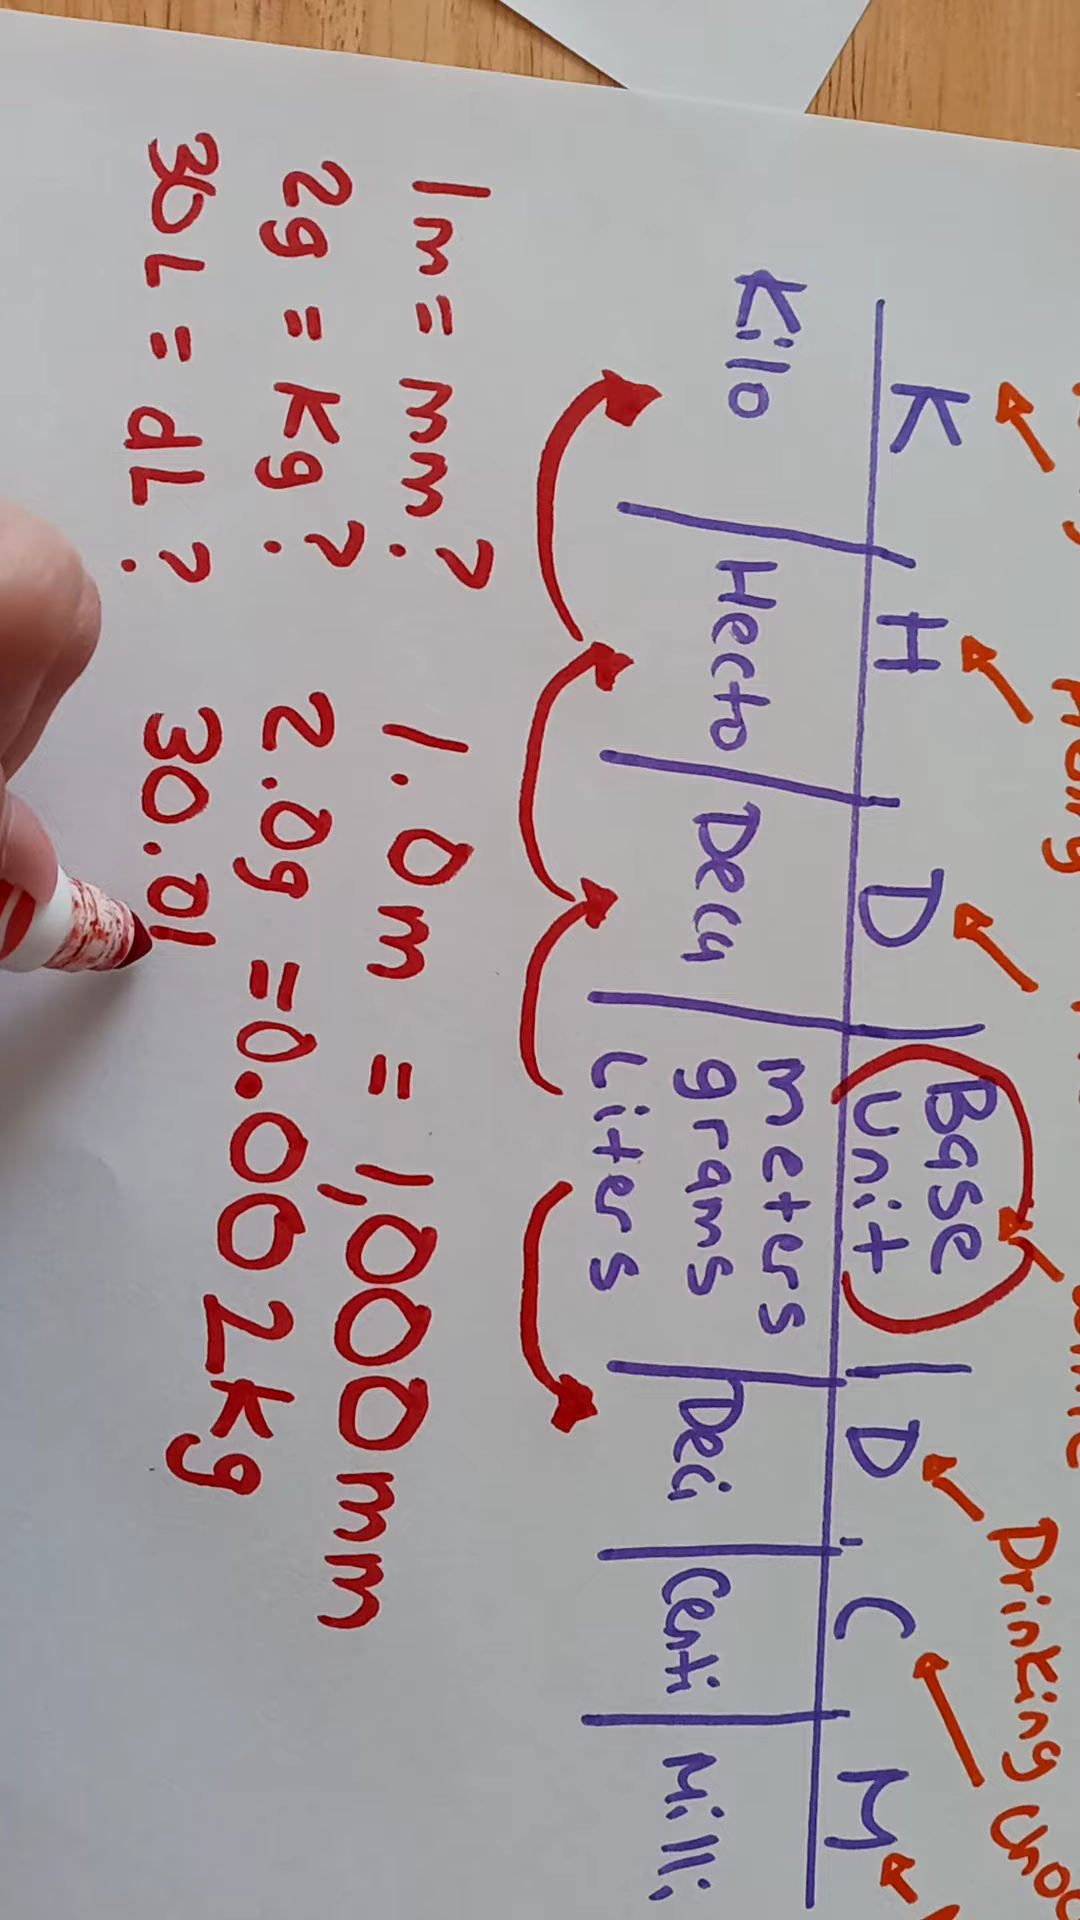 Drinking
K H D Base Unit D C M
Kilo Hecto Deca meters grams Liters Deci Centi Milli
1m = mm? 1.0m = 1,000mm
2g = kg? 2.0g = 0.002kg
30L = dL? 30.0l